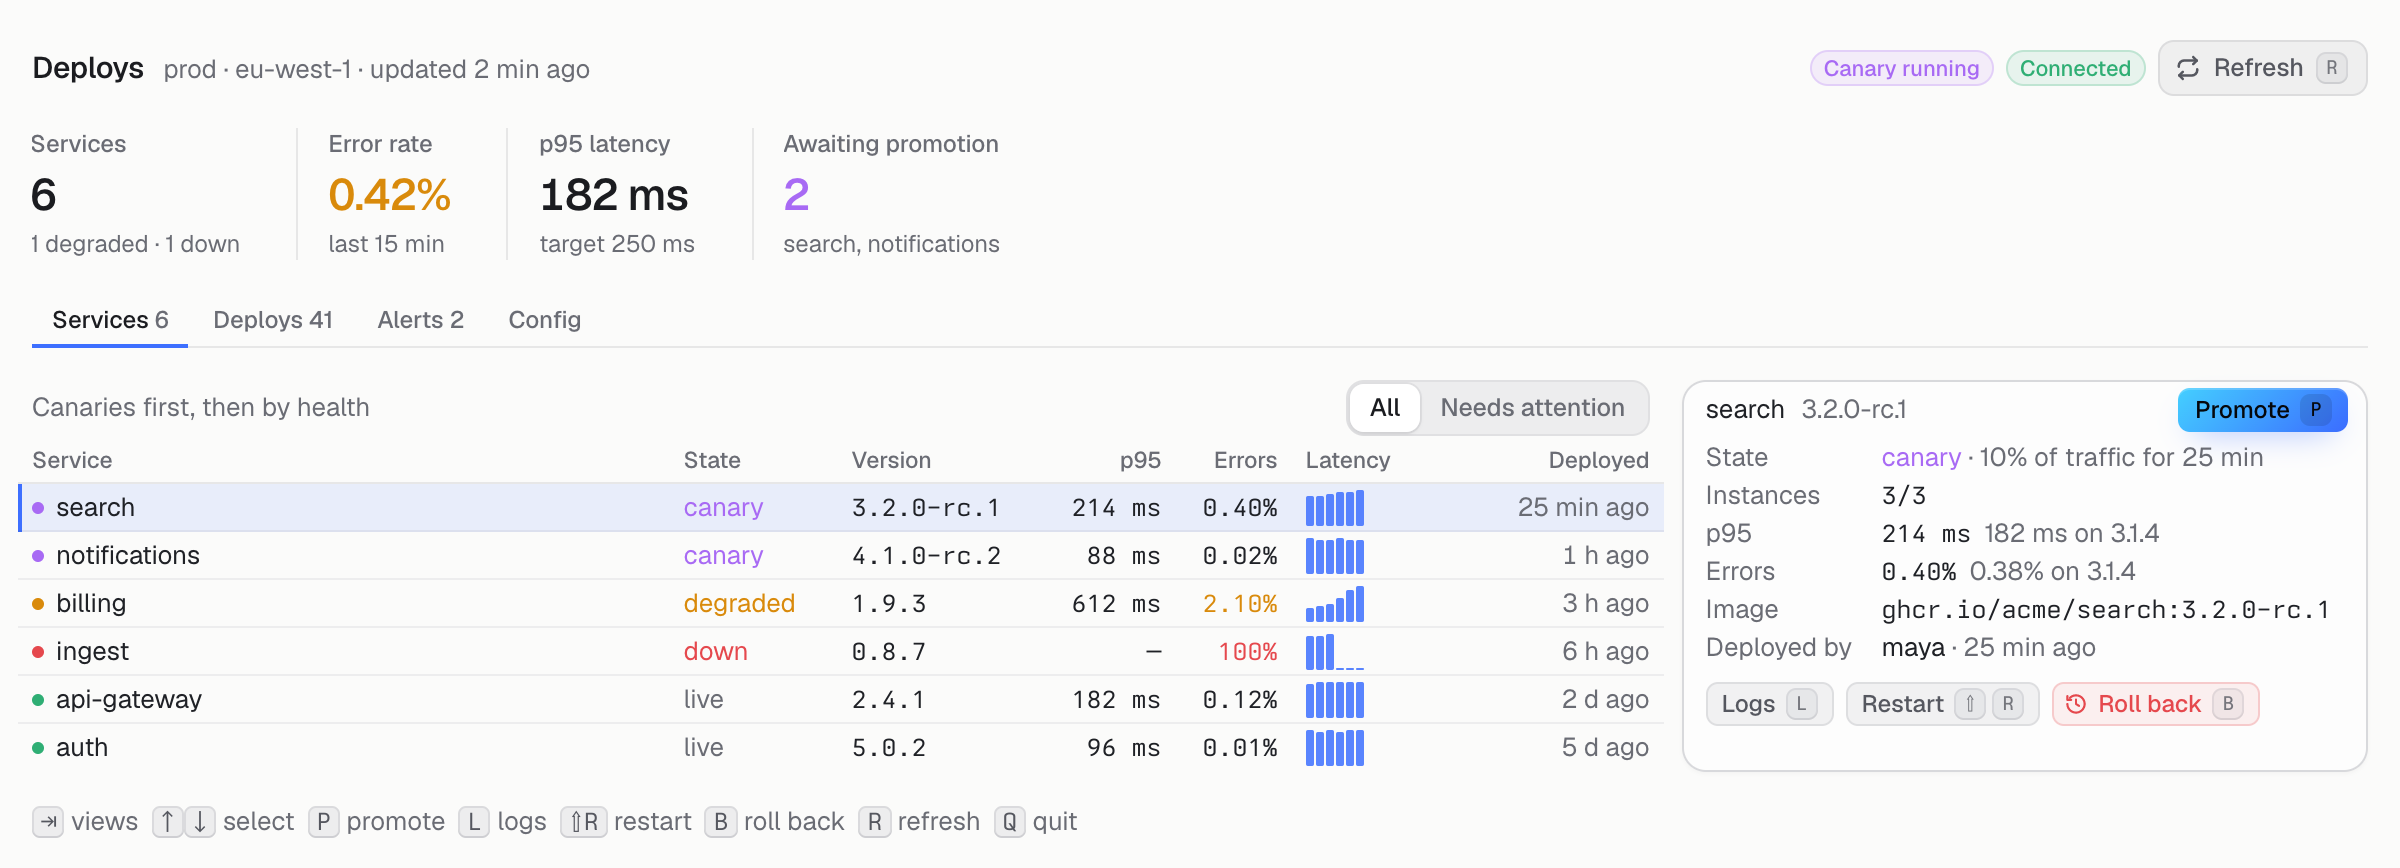 Deploys prod · eu-west-1 · updated 2 min ago Canary running Connected Refresh R
Services Error rate p95 latency Awaiting promotion
6 0.42% 182 ms 2
1 degraded · 1 down last 15 min target 250 ms search, notifications
Services 6 Deploys 41 Alerts 2 Config
Canaries first, then by health All Needs attention
Service State Version p95 Errors Latency Deployed
search canary 3.2.0-rc.1 214 ms 0.40% 25 min ago
notifications canary 4.1.0-rc.2 88 ms 0.02% 1 h ago
billing degraded 1.9.3 612 ms 2.10% 3 h ago
ingest down 0.8.7 — 100% 6 h ago
api-gateway live 2.4.1 182 ms 0.12% 2 d ago
auth live 5.0.2 96 ms 0.01% 5 d ago
search 3.2.0-rc.1 Promote P
State canary · 10% of traffic for 25 min
Instances 3/3
p95 214 ms 182 ms on 3.1.4
Errors 0.40% 0.38% on 3.1.4
Image ghcr.io/acme/search:3.2.0-rc.1
Deployed by maya · 25 min ago
Logs L Restart ⇧ R Roll back B
⇥ views ↑ ↓ select P promote L logs ⇧R restart B roll back R refresh Q quit